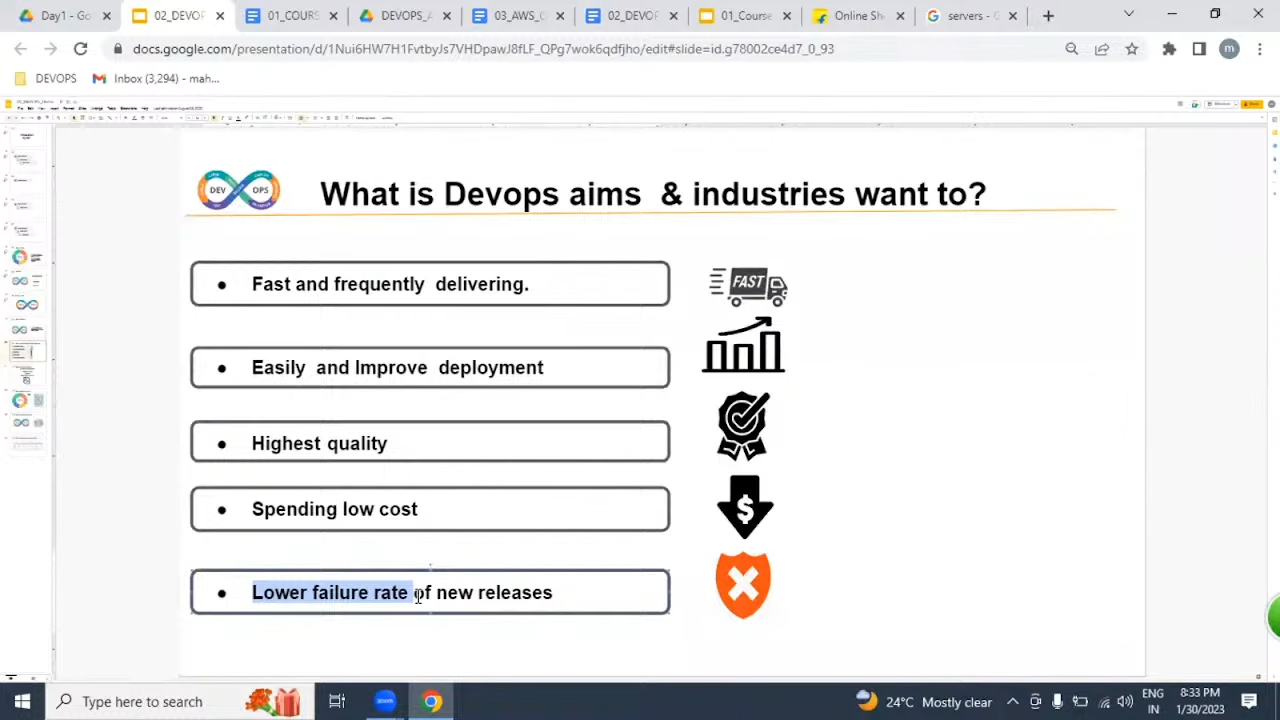 Day1 - Go
02_DEVOP
01_COURS
DEVOPS_A
03_AWS_C
02_DEVOP
01_Course
Online Sh
servers - G
docs.google.com/presentation/d/1Nui6HW7H1FvtbyJs7VHDpawJ8fLF_QPg7wok6qdfjho/edit#slide=id.g78002ce4d7_0_93
m
DEVOPS
Inbox (3,294) - mah...
DEV OPS
What is Devops aims & industries want to?
● Fast and frequently delivering.
FAST
● Easily and Improve deployment
● Highest quality
● Spending low cost
$
● Lower failure rate of new releases
Type here to search
zoom
24°C Mostly clear
ENG
IN
8:33 PM
1/30/2023